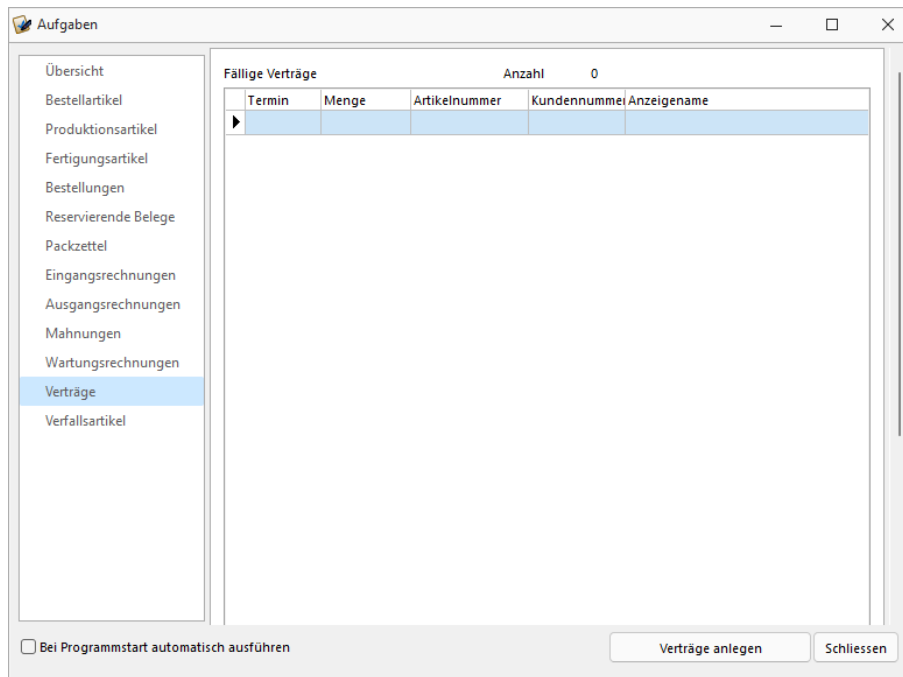 Aufgaben
Übersicht
Bestellartikel
Produktionsartikel
Fertigungsartikel
Bestellungen
Reservierende Belege
Packzettel
Eingangsrechnungen
Ausgangsrechnungen
Mahnungen
Wartungsrechnungen
Verträge
Verfallsartikel
Fällige Verträge Anzahl 0
Termin Menge Artikelnummer Kundennummer Anzeigename
Bei Programmstart automatisch ausführen
Verträge anlegen Schliessen